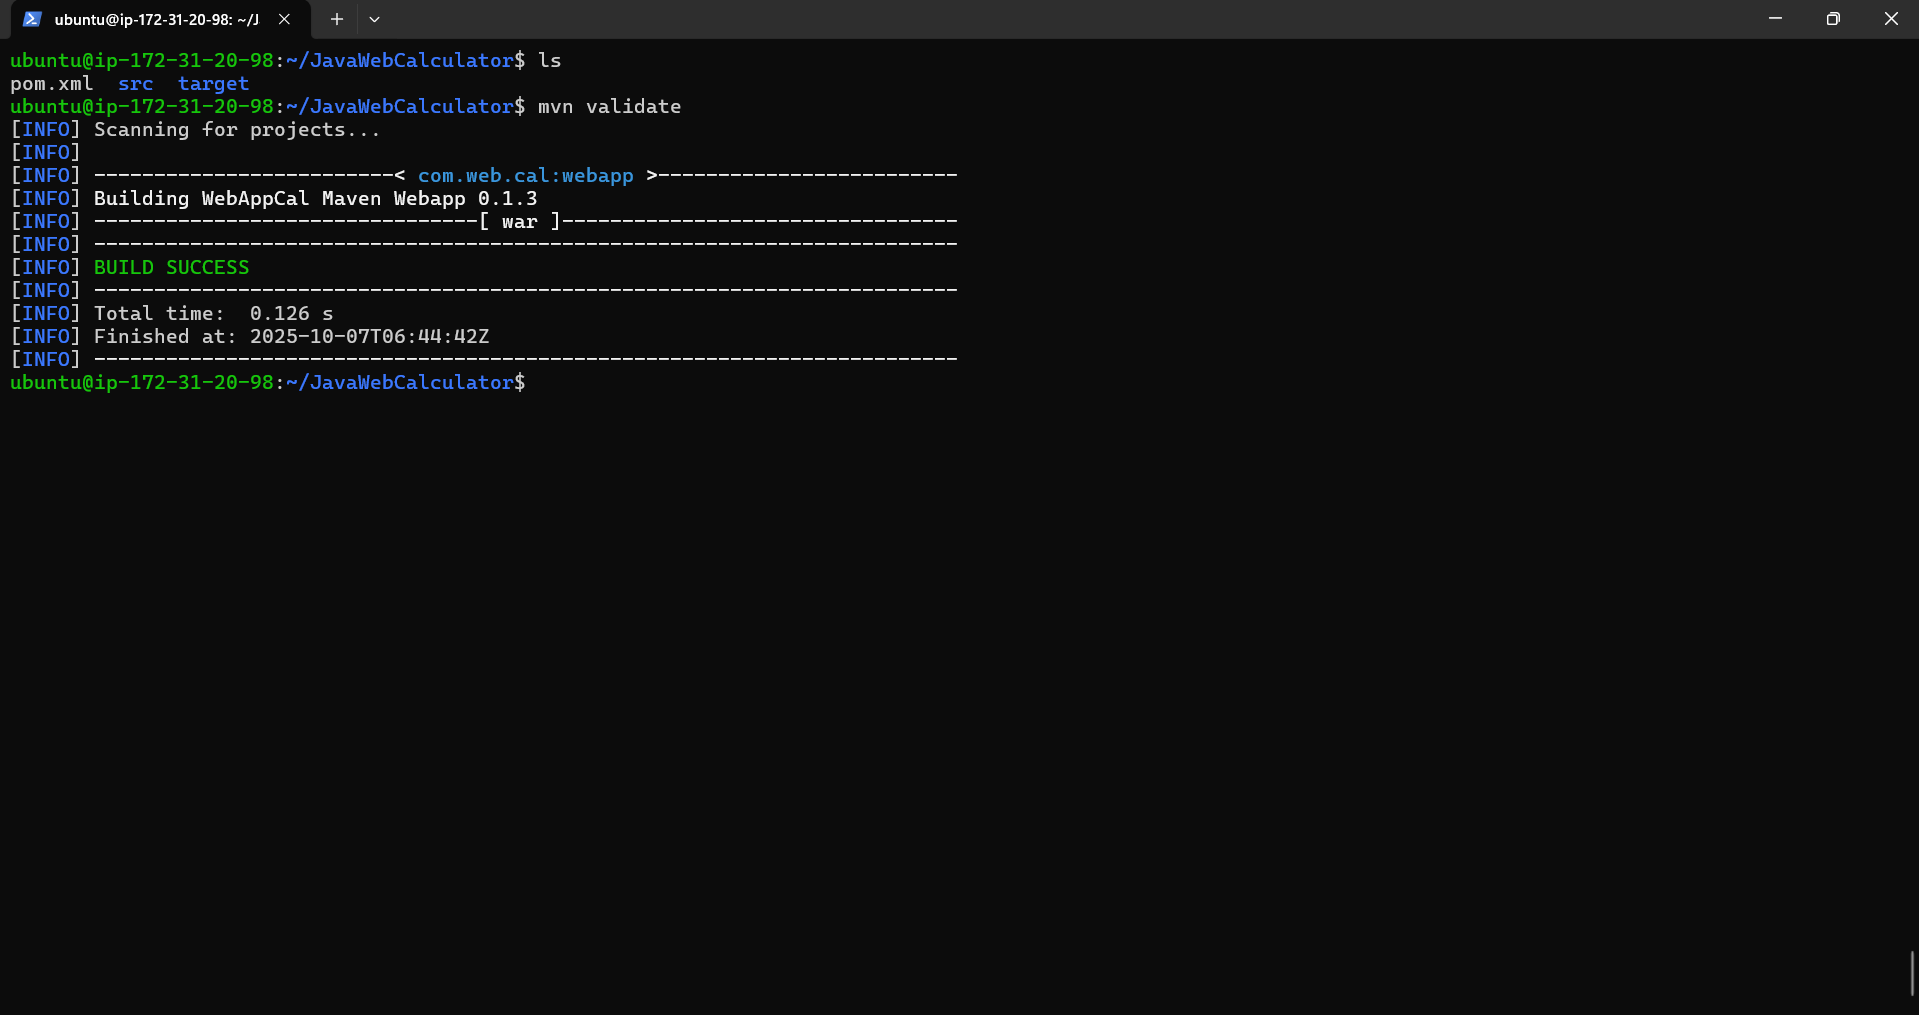 ubuntu@ip-172-31-20-98: ~/J
ubuntu@ip-172-31-20-98:~/JavaWebCalculator$ ls
pom.xml  src  target
ubuntu@ip-172-31-20-98:~/JavaWebCalculator$ mvn validate
[INFO] Scanning for projects...
[INFO]
[INFO] -------------------------< com.web.cal:webapp >-------------------------
[INFO] Building WebAppCal Maven Webapp 0.1.3
[INFO] --------------------------------[ war ]---------------------------------
[INFO] ------------------------------------------------------------------------
[INFO] BUILD SUCCESS
[INFO] ------------------------------------------------------------------------
[INFO] Total time:  0.126 s
[INFO] Finished at: 2025-10-07T06:44:42Z
[INFO] ------------------------------------------------------------------------
ubuntu@ip-172-31-20-98:~/JavaWebCalculator$